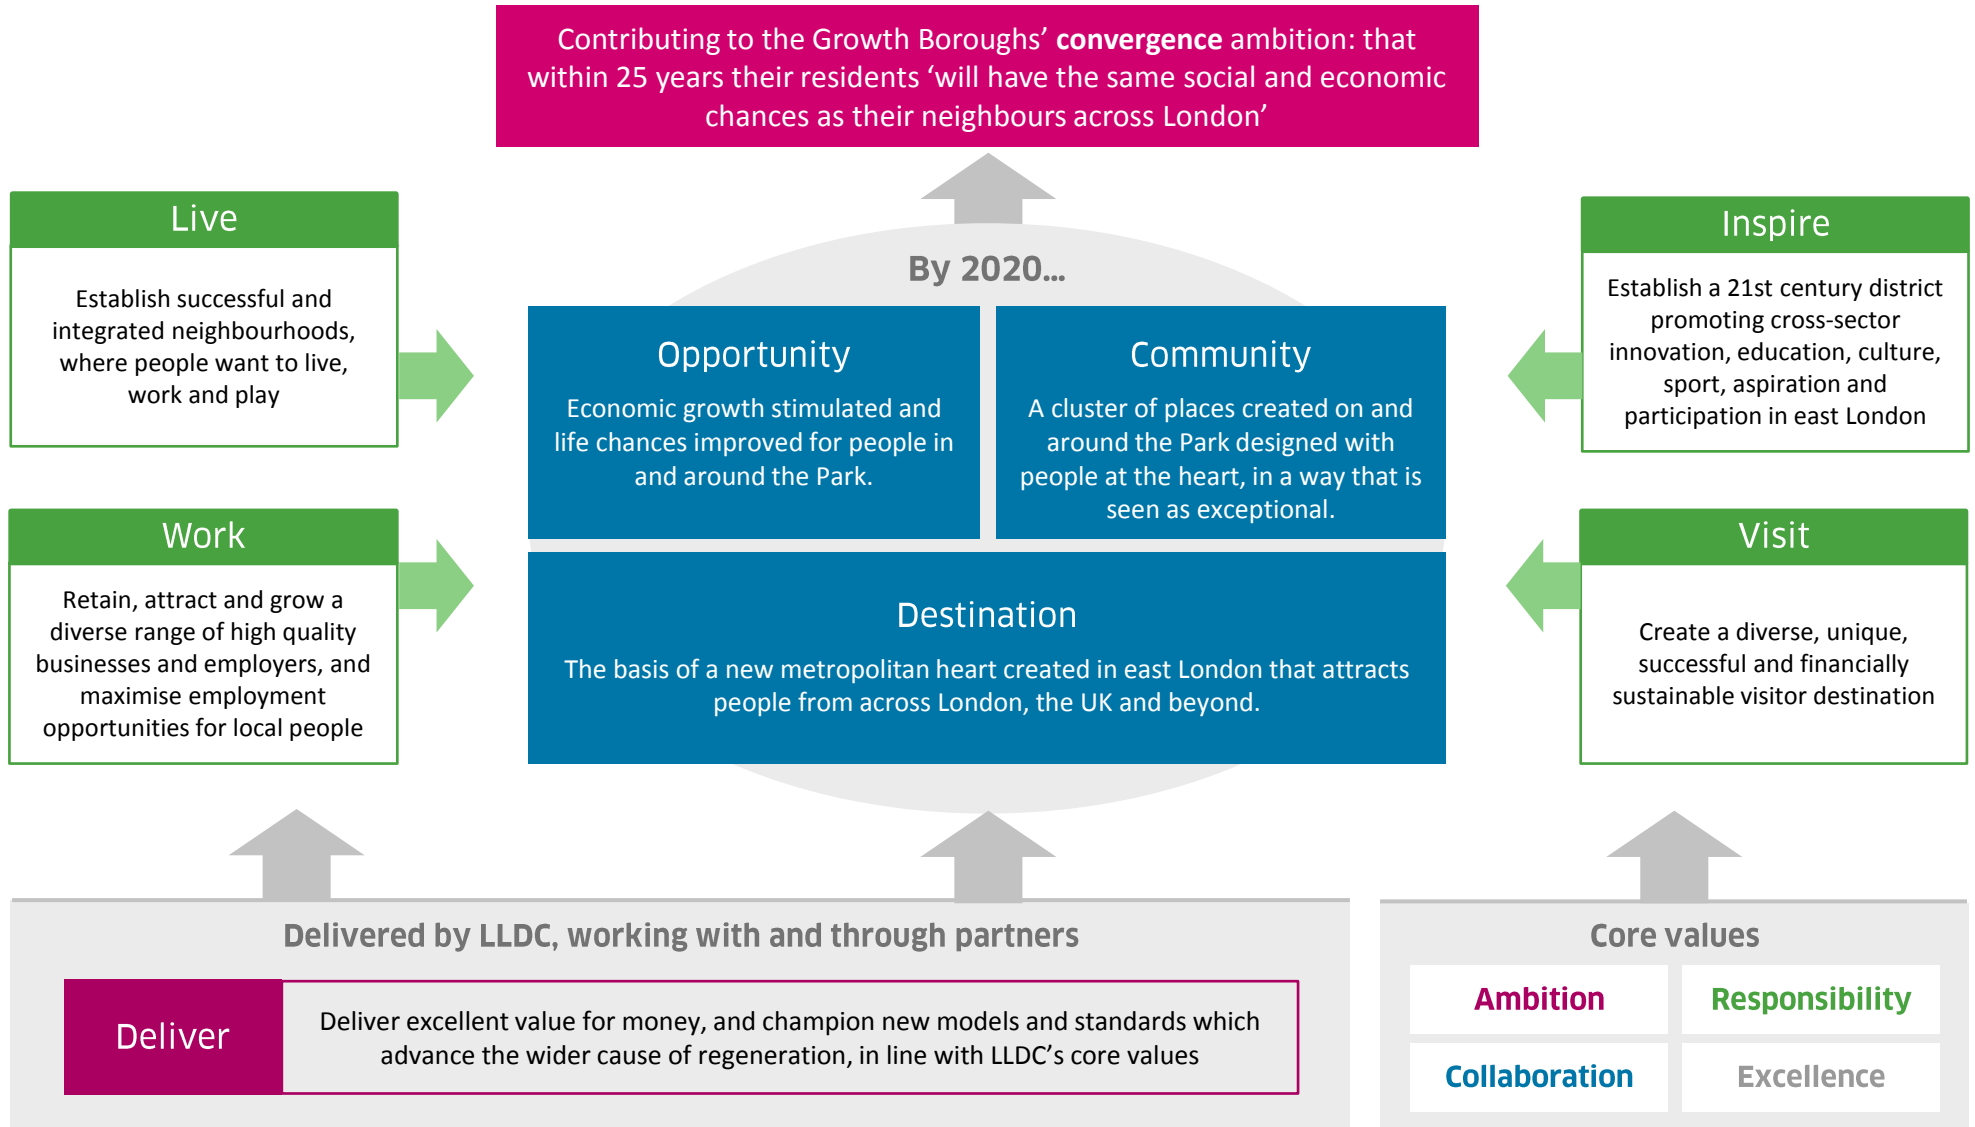 Contributing to the Growth Boroughs’ convergence ambition: that
within 25 years their residents ‘will have the same social and economic
chances as their neighbours across London’
Live
Establish successful and
integrated neighbourhoods,
where people want to live,
work and play
Work
Retain, attract and grow a
diverse range of high quality
businesses and employers, and
maximise employment
opportunities for local people
By 2020...
Opportunity
Economic growth stimulated and
life chances improved for people in
and around the Park.
Community
A cluster of places created on and
around the Park designed with
people at the heart, in a way that is
seen as exceptional.
Destination
The basis of a new metropolitan heart created in east London that attracts
people from across London, the UK and beyond.
Inspire
Establish a 21st century district
promoting cross-sector
innovation, education, culture,
sport, aspiration and
participation in east London
Visit
Create a diverse, unique,
successful and financially
sustainable visitor destination
Delivered by LLDC, working with and through partners
Deliver
Deliver excellent value for money, and champion new models and standards which
advance the wider cause of regeneration, in line with LLDC’s core values
Core values
Ambition
Responsibility
Collaboration
Excellence